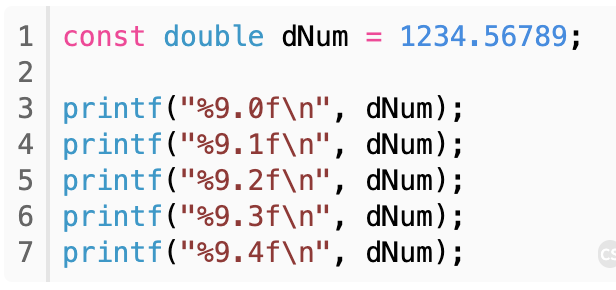 1 const double dNum = 1234.56789;
2
3 printf("%9.0f\n", dNum);
4 printf("%9.1f\n", dNum);
5 printf("%9.2f\n", dNum);
6 printf("%9.3f\n", dNum);
7 printf("%9.4f\n", dNum);